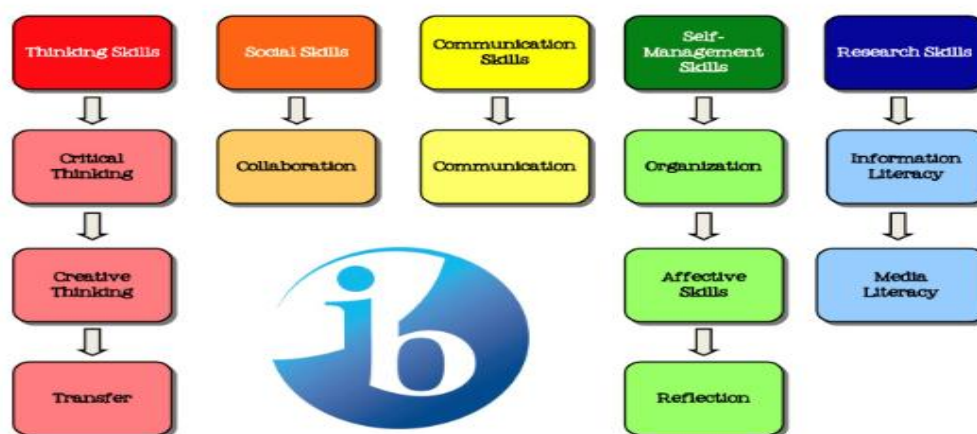 Thinking Skills
Social Skills
Communication
Skills
Self-
Management
Skills
Research Skills
Critical
Thinking
Collaboration
Communication
Organization
Information
Literacy
Creative
Thinking
Affective
Skills
Media
Literacy
Transfer
Reflection
ib